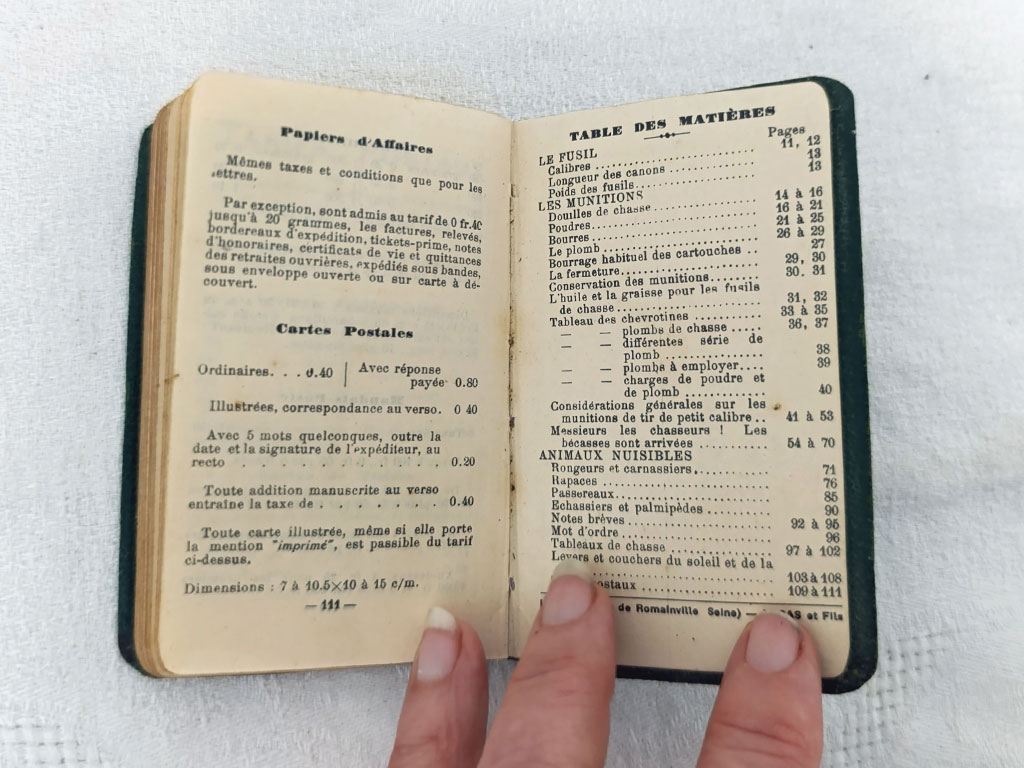 Papiers d'Affaires
Mêmes taxes et conditions que pour les
lettres.
Par exception, sont admis au tarif de 0 fr.40
jusqu'à 20 grammes, les factures, relevés,
bordereaux d'expédition, tickets-prime, notes
d'honoraires, certificats de vie et quittances
des retraites ouvrières, expédiés sous bandes,
sous enveloppe ouverte ou sur carte à dé-
couvert.
Cartes Postales
Ordinaires. . . 0.40 | Avec réponse
payée 0.80
Illustrées, correspondance au verso. 0 40
Avec 5 mots quelconques, outre la
date et la signature de l'expéditeur, au
recto . . . . . . . . . . 0.20
Toute addition manuscrite au verso
entraîne la taxe de . . . . . . . 0.40
Toute carte illustrée, même si elle porte
la mention "imprimé", est passible du tarif
ci-dessus.
Dimensions : 7 à 10.5×10 à 15 c/m.
— 111 —
TABLE DES MATIÈRES
Pages
LE FUSIL
Calibres .................... 11, 12
Longueur des canons ........... 13
Poids des fusils............... 13
LES MUNITIONS
Douilles de chasse............. 14 à 16
Poudres..................... 16 à 21
Bourres..................... 21 à 25
Le plomb.................... 26 à 29
Bourrage habituel des cartouches .. 27
La fermeture................. 29, 30
Conservation des munitions....... 30. 31
L'huile et la graisse pour les fusils
de chasse................... 31, 32
Tableau des chevrotines ......... 33 à 35
— — plombs de chasse ..... 36, 37
— — différentes série de
plomb ............... 38
— — plombs à employer.... 39
— — charges de poudre et
de plomb ............. 40
Considérations générales sur les
munitions de tir de petit calibre .. 41 à 53
Messieurs les chasseurs ! Les
bécasses sont arrivées .......... 54 à 70
ANIMAUX NUISIBLES
Rongeurs et carnassiers.......... 71
Rapaces .................... 76
Passereaux................... 85
Echassiers et palmipèdes ......... 90
Notes brèves ................. 92 à 95
Mot d'ordre .................. 96
Tableaux de chasse ............. 97 à 102
Levers et couchers du soleil et de la
103 à 108
postaux ................ 109 à 111
de Romainville Seine) — et Fils